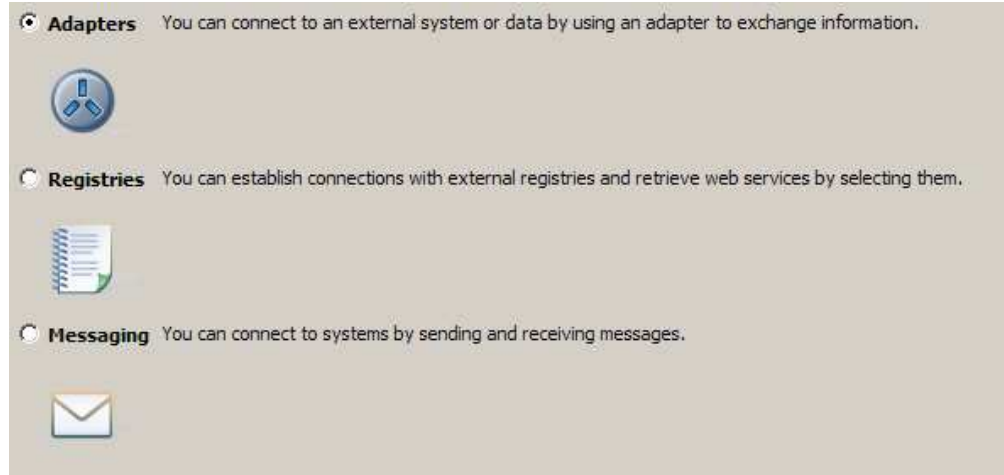 Adapters You can connect to an external system or data by using an adapter to exchange information.
Registries You can establish connections with external registries and retrieve web services by selecting them.
Messaging You can connect to systems by sending and receiving messages.